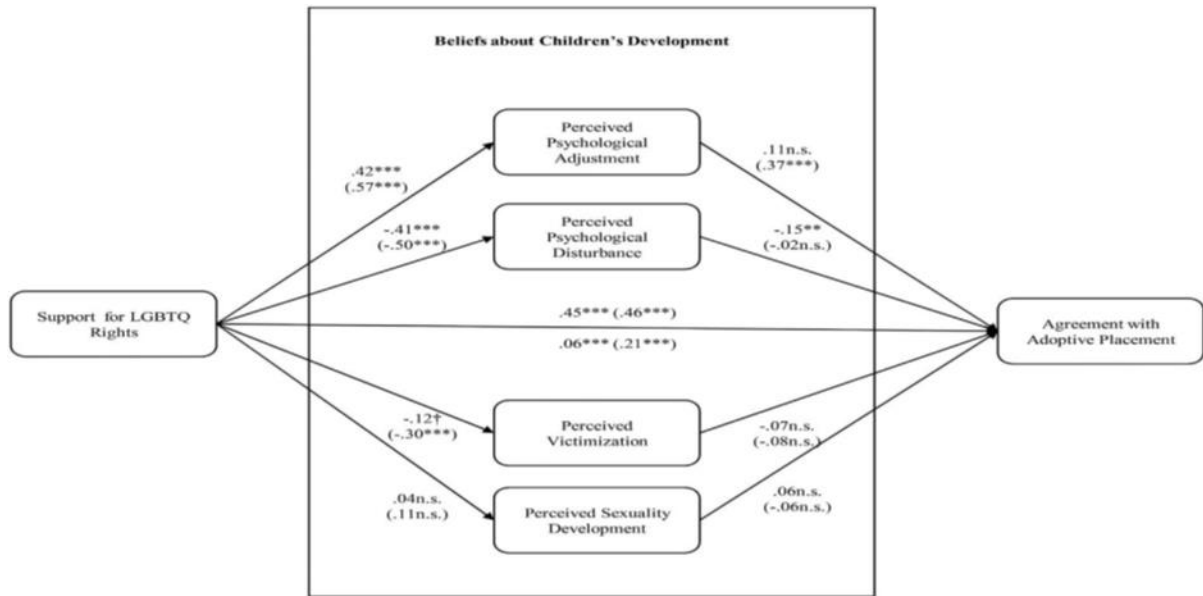 Beliefs about Children's Development
Perceived
Psychological
Adjustment
.42***
(.57***)
.11n.s.
(.37***)
Perceived
Psychological
Disturbance
-.41***
(-.50***)
-.15**
(-.02n.s.)
Support for LGBTQ
Rights
.45*** (.46***)
.06*** (.21***)
Agreement with
Adoptive Placement
Perceived
Victimization
-.12†
(-.30***)
-.07n.s.
(-.08n.s.)
Perceived Sexuality
Development
.04n.s.
(.11n.s.)
.06n.s.
(-.06n.s.)